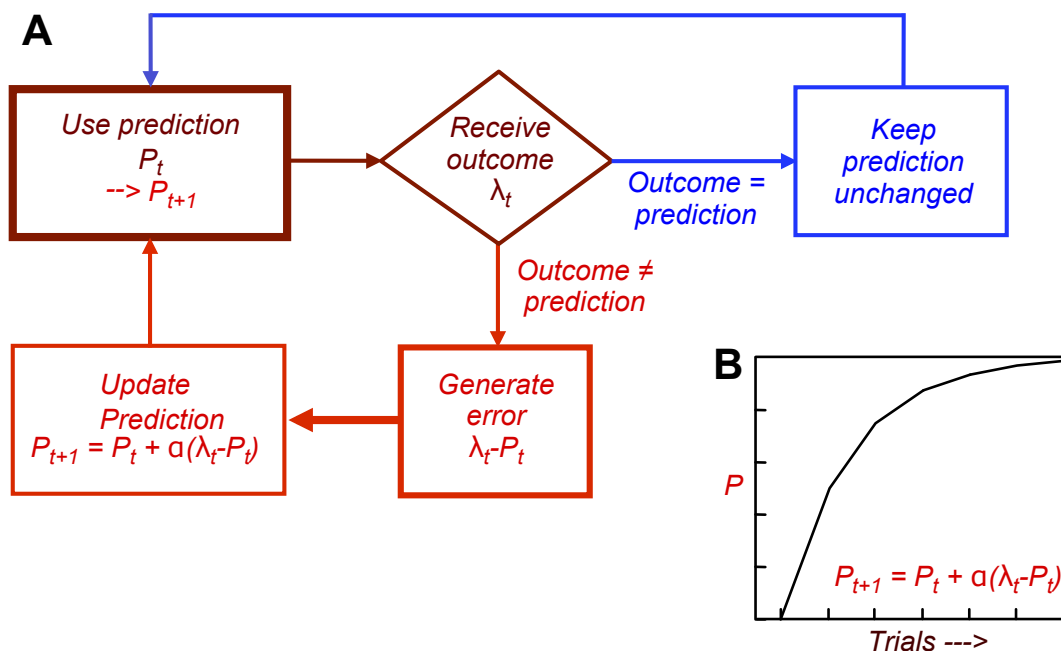 A
Use prediction
Pt
--> Pt+1
Receive
outcome
λt
Outcome =
prediction
Keep
prediction
unchanged
Outcome ≠
prediction
Generate
error
λt-Pt
Update
Prediction
Pt+1 = Pt + α(λt-Pt)
B
P
Pt+1 = Pt + α(λt-Pt)
Trials --->